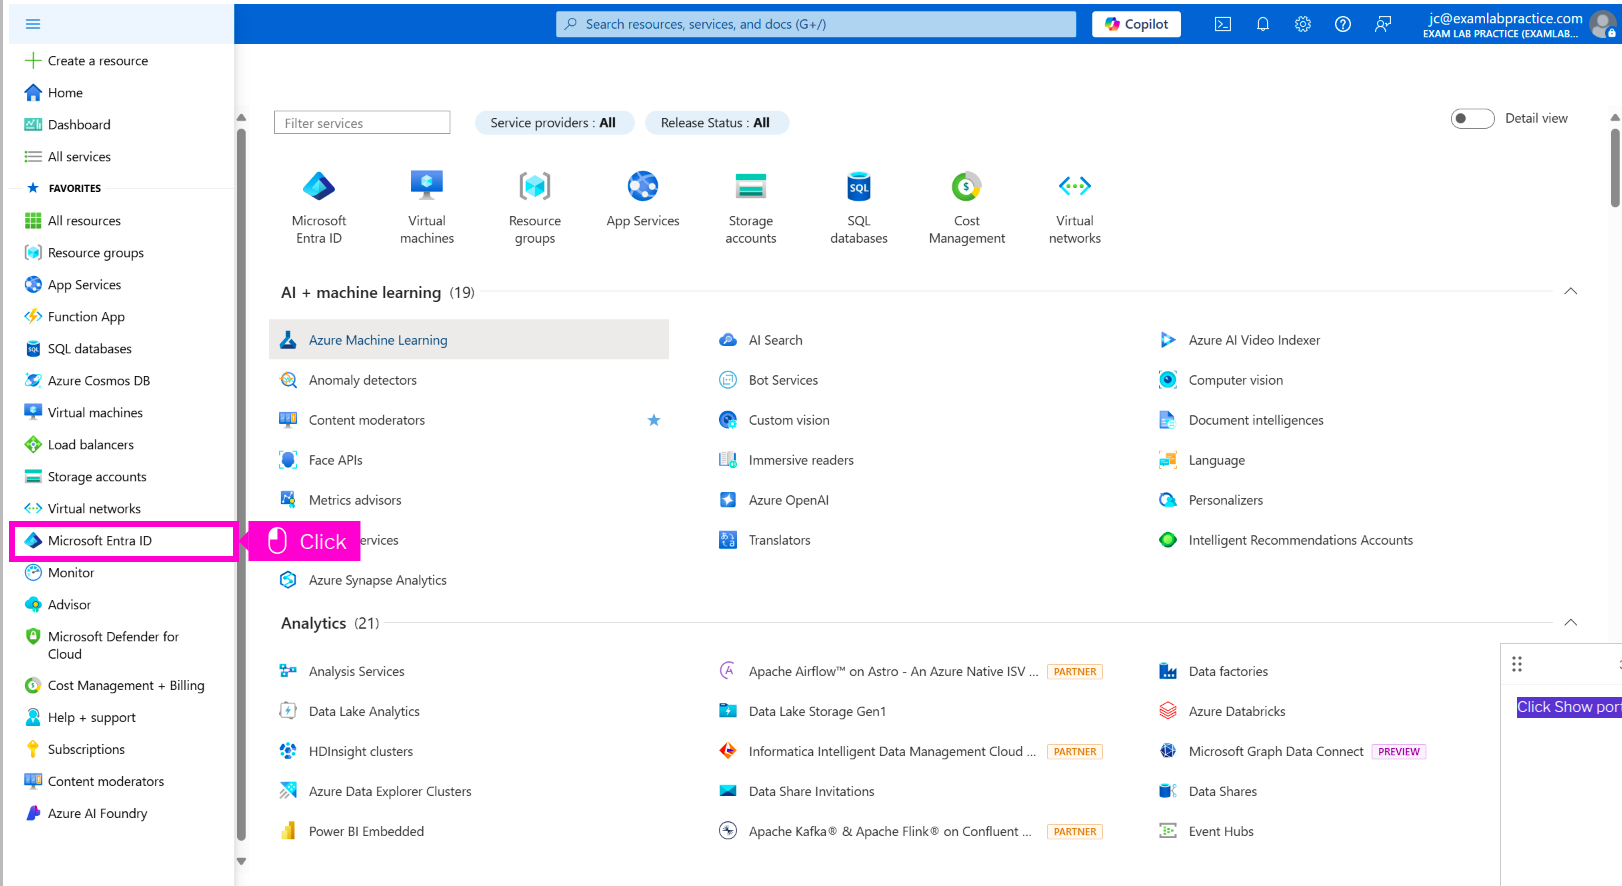 Search resources, services, and docs (G+/)
Copilot
jc@examlabpractice.com
EXAM LAB PRACTICE (EXAMLAB...
Create a resource
Home
Dashboard
All services
FAVORITES
All resources
Resource groups
App Services
Function App
SQL databases
Azure Cosmos DB
Virtual machines
Load balancers
Storage accounts
Virtual networks
Microsoft Entra ID
Monitor
Advisor
Microsoft Defender for
Cloud
Cost Management + Billing
Help + support
Subscriptions
Content moderators
Azure AI Foundry
Click
Filter services
Service providers : All
Release Status : All
Detail view
Microsoft
Entra ID
Virtual
machines
Resource
groups
App Services
Storage
accounts
SQL
SQL
databases
Cost
Management
Virtual
networks
AI + machine learning (19)
Azure Machine Learning
AI Search
Azure AI Video Indexer
Anomaly detectors
Bot Services
Computer vision
Content moderators
Custom vision
Document intelligences
Face APIs
Immersive readers
Language
Metrics advisors
Azure OpenAI
Personalizers
ervices
Translators
Intelligent Recommendations Accounts
Azure Synapse Analytics
Analytics (21)
Analysis Services
Apache Airflow™ on Astro - An Azure Native ISV ... PARTNER
Data factories
Data Lake Analytics
Data Lake Storage Gen1
Azure Databricks
HDInsight clusters
Informatica Intelligent Data Management Cloud ... PARTNER
Microsoft Graph Data Connect PREVIEW
Azure Data Explorer Clusters
Data Share Invitations
Data Shares
Power BI Embedded
Apache Kafka® & Apache Flink® on Confluent ... PARTNER
Event Hubs
Click Show por